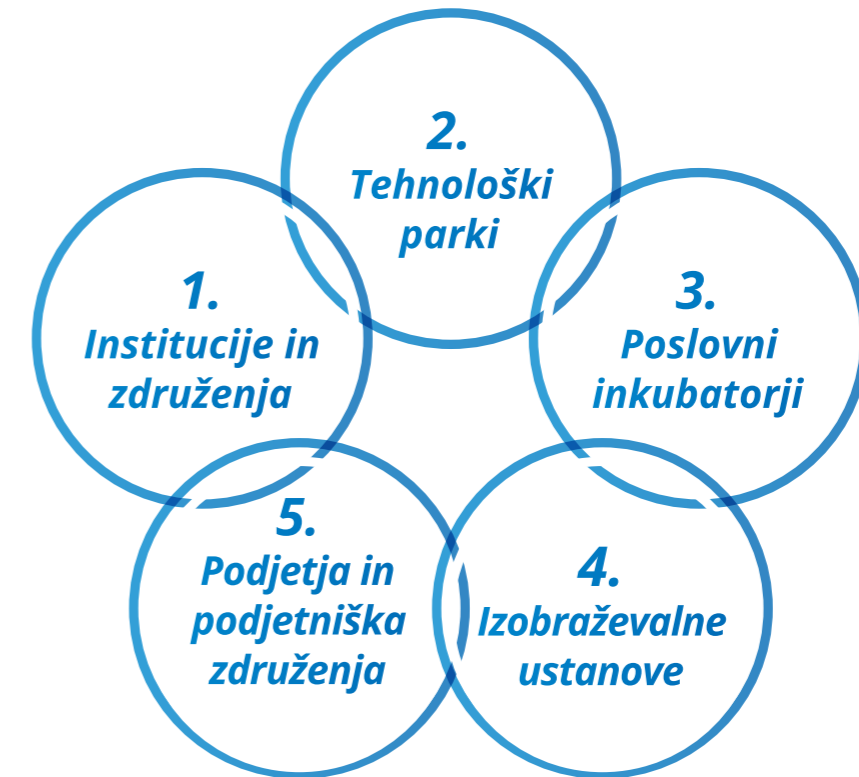 1.
Institucije in
združenja
2.
Tehnološki
parki
3.
Poslovni
inkubatorji
4.
Izobraževalne
ustanove
5.
Podjetja in
podjetniška
združenja